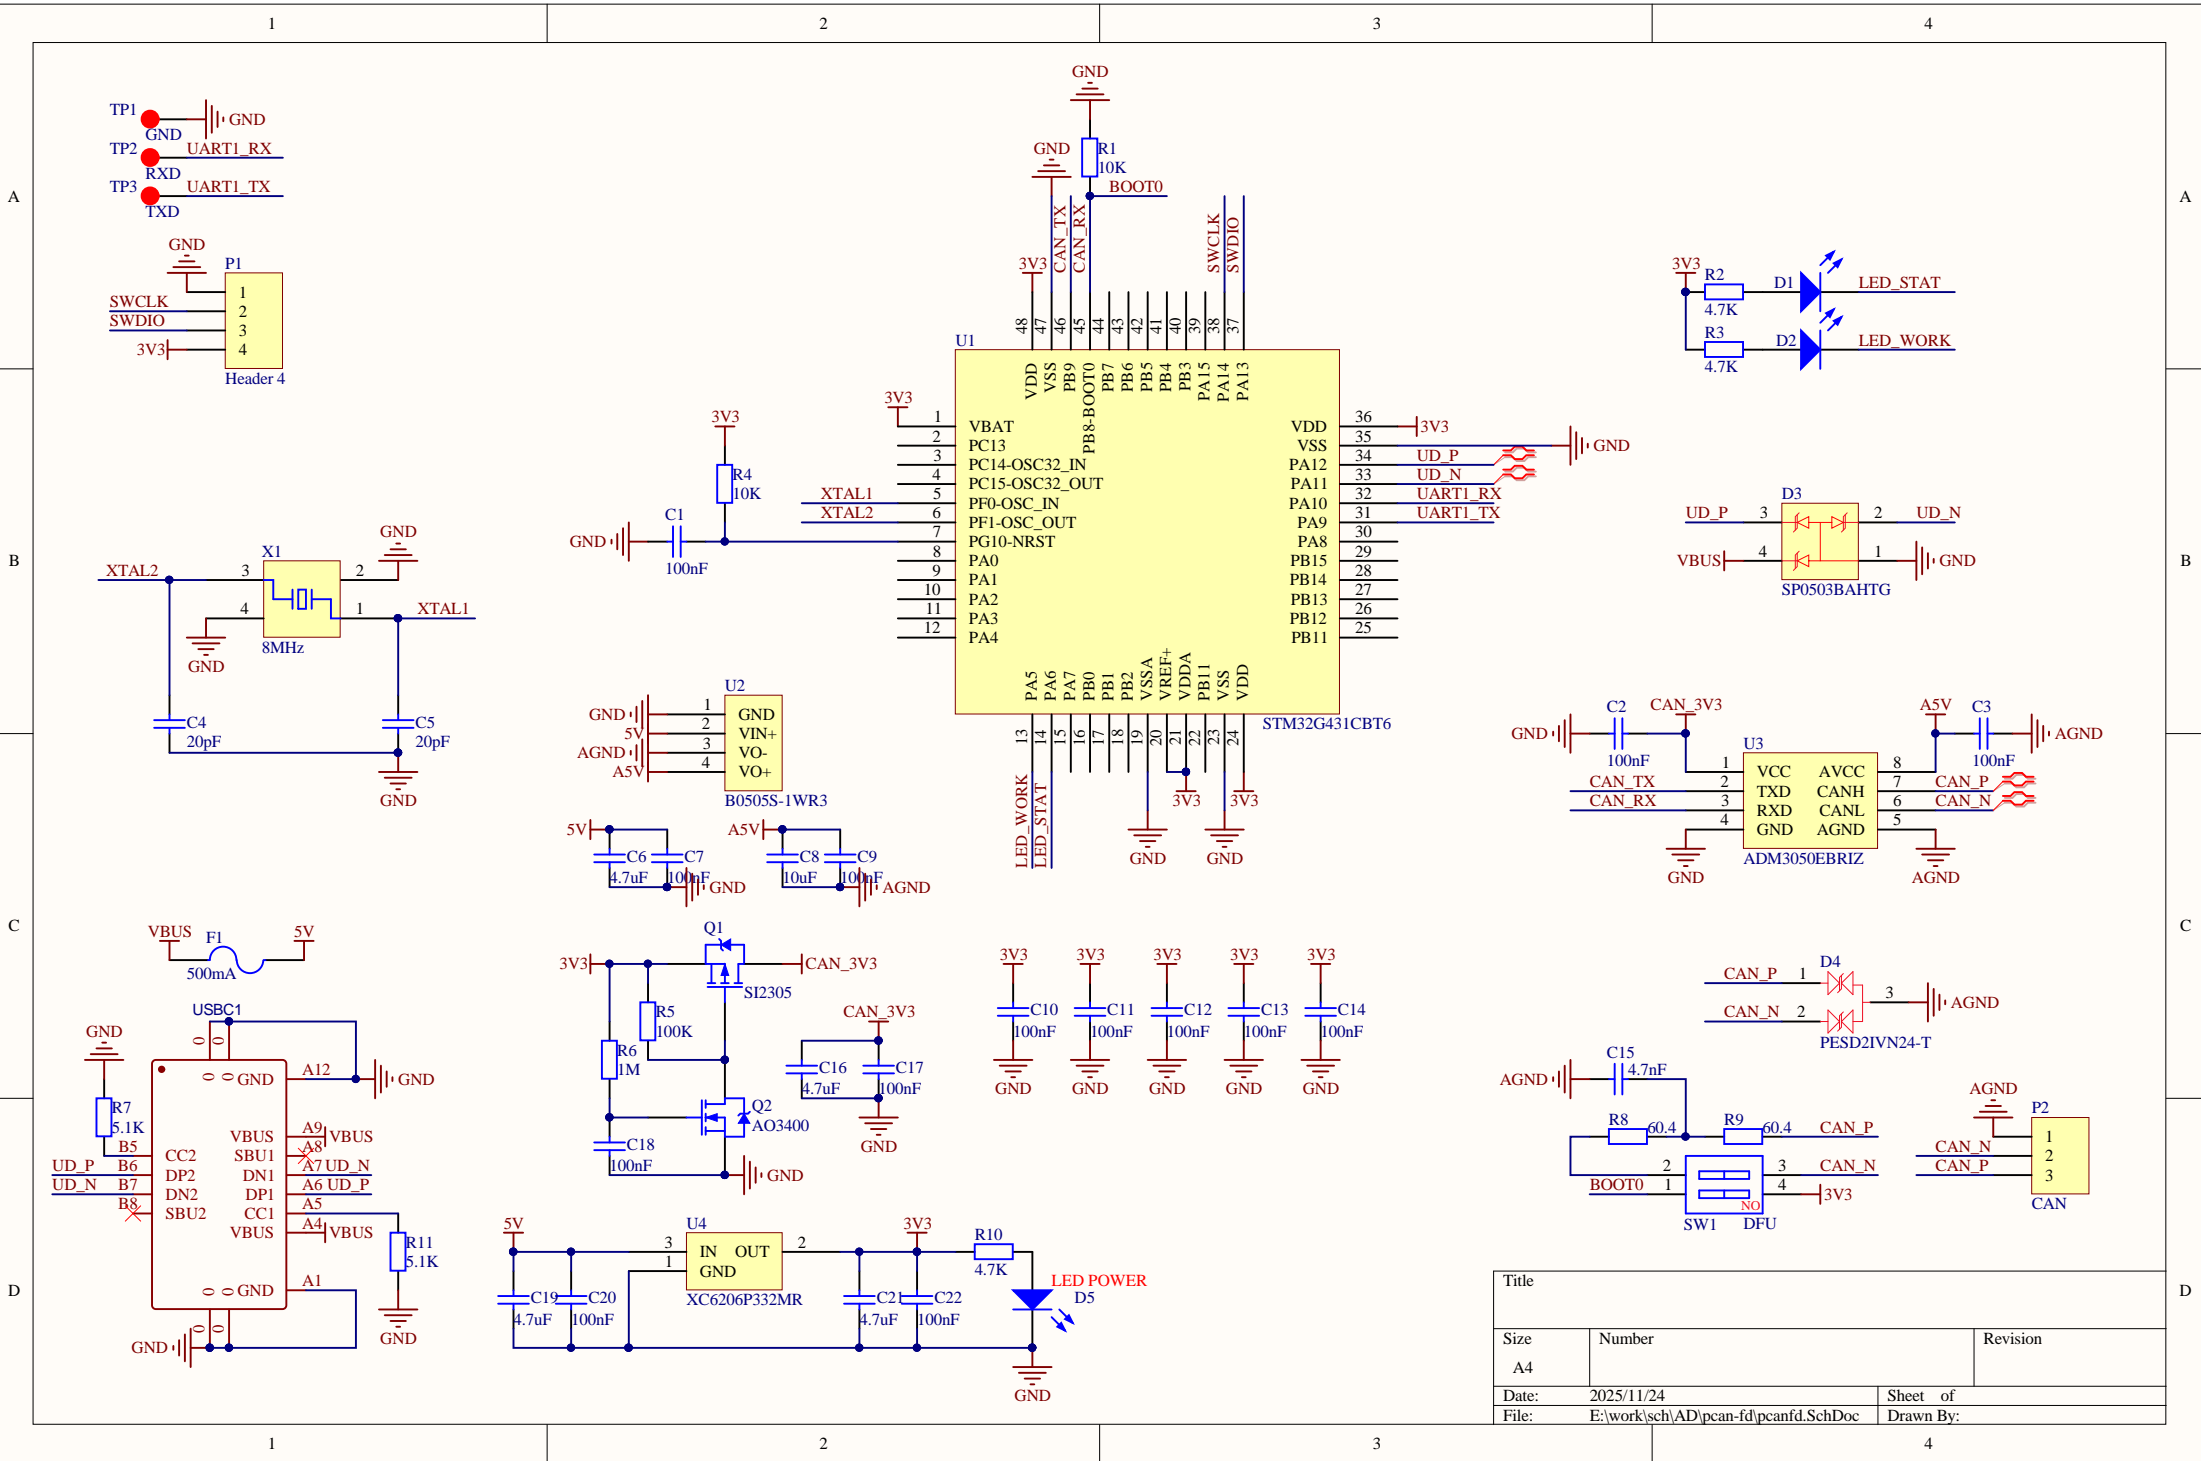 1 2 3 4
A
B
C
D
A
B
C
D
TP1
GND
GND
TP2
UART1_RX
RXD
TP3
UART1_TX
TXD
GND
P1
SWCLK
SWDIO
3V3
1
2
3
4
Header 4
GND
R1
10K
GND
BOOT0
3V3
CAN_TX
CAN_RX
SWCLK
SWDIO
48 47 46 45 44 43 42 41 40 39 38 37
U1
VDD VSS PB9 PB8-BOOT0 PB7 PB6 PB5 PB4 PB3 PA15 PA14 PA13
3V3
1 VBAT
2 PC13
3 PC14-OSC32_IN
4 PC15-OSC32_OUT
XTAL1 5 PF0-OSC_IN
XTAL2 6 PF1-OSC_OUT
7 PG10-NRST
8 PA0
9 PA1
10 PA2
11 PA3
12 PA4
VDD 36 3V3
VSS 35 GND
PA12 34 UD_P
PA11 33 UD_N
PA10 32 UART1_RX
PA9 31 UART1_TX
PA8 30
PB15 29
PB14 28
PB13 27
PB12 26
PB11 25
PA5 PA6 PA7 PB0 PB1 PB2 VSSA VREF+ VDDA PB11 VSS VDD
STM32G431CBT6
13 14 15 16 17 18 19 20 21 22 23 24
LED_WORK
LED_STAT
3V3
3V3
GND
GND
3V3
R4
10K
C1
GND
100nF
3V3
R2
D1
LED_STAT
4.7K
R3
D2
LED_WORK
4.7K
D3
UD_P 3 2 UD_N
VBUS 4 1 GND
SP0503BAHTG
X1
GND
XTAL2 3 2
4 1 XTAL1
GND
8MHz
C4
20pF
C5
20pF
GND
U2
GND 1 GND
5V 2 VIN+
AGND 3 VO-
A5V 4 VO+
B0505S-1WR3
5V
C6
4.7uF
C7
100nF
GND
A5V
C8
10uF
C9
100nF
AGND
C2
CAN_3V3
GND
100nF
A5V
C3
AGND
100nF
U3
1 VCC AVCC 8
CAN_TX 2 TXD CANH 7 CAN_P
CAN_RX 3 RXD CANL 6 CAN_N
4 GND AGND 5
ADM3050EBRIZ
GND
AGND
VBUS
F1
5V
500mA
USBC1
GND
0 0
0 0 GND A12 GND
R7
5.1K
VBUS A9 VBUS
B5 CC2 SBU1 A8
UD_P B6 DP2 DN1 A7 UD_N
UD_N B7 DN2 DP1 A6 UD_P
B8 SBU2 CC1 A5
VBUS A4 VBUS
0 0 GND A1
0 0
GND
R11
5.1K
GND
Q1
3V3
CAN_3V3
SI2305
R5
100K
R6
1M
Q2
AO3400
C18
100nF
GND
CAN_3V3
C16
4.7uF
C17
100nF
GND
3V3 3V3 3V3 3V3 3V3
C10 C11 C12 C13 C14
100nF 100nF 100nF 100nF 100nF
GND GND GND GND GND
D4
CAN_P 1
3 AGND
CAN_N 2
PESD2IVN24-T
C15
AGND
4.7nF
R8
60.4
R9
60.4
CAN_P
2 3 CAN_N
BOOT0 1 4 3V3
NO
SW1 DFU
AGND
P2
1
CAN_N 2
CAN_P 3
CAN
5V
U4
3 IN OUT 2
1 GND
XC6206P332MR
3V3
R10
4.7K
LED POWER
D5
C19
4.7uF
C20
100nF
C21
4.7uF
C22
100nF
GND
Title
Size Number Revision
A4
Date: 2025/11/24 Sheet of
File: E:\work\sch\AD\pcan-fd\pcanfd.SchDoc Drawn By:
1 2 3 4